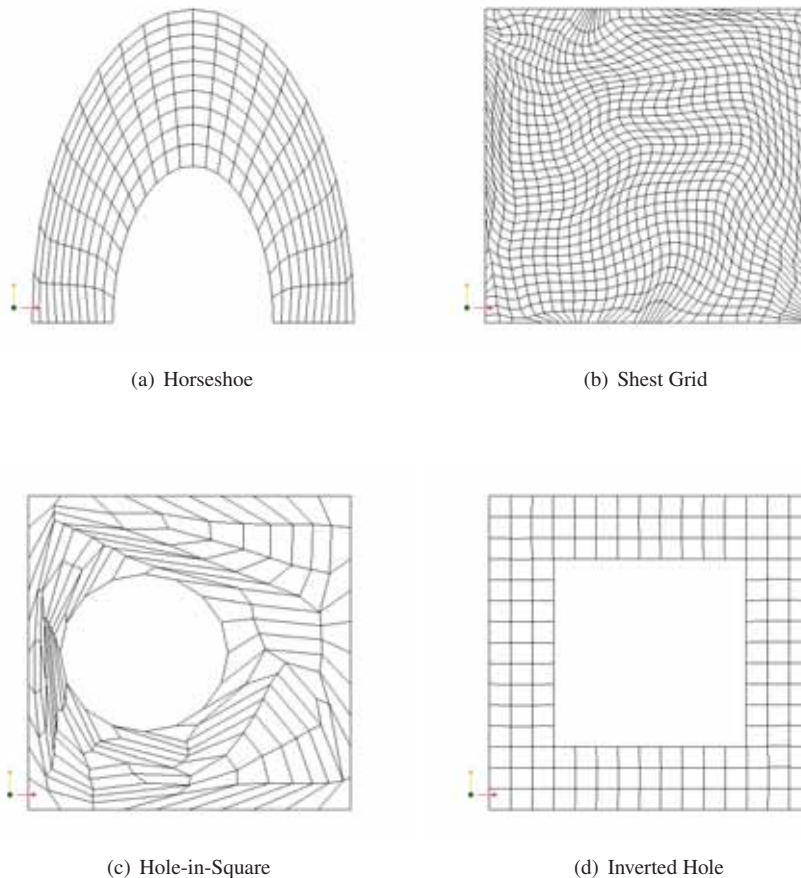 (a) Horseshoe
(b) Shest Grid
(c) Hole-in-Square
(d) Inverted Hole